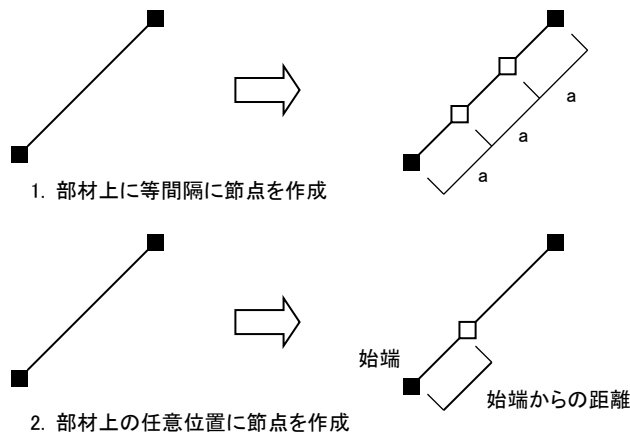 a
a
a
1. 部材上に等間隔に節点を作成
始端
始端からの距離
2. 部材上の任意位置に節点を作成